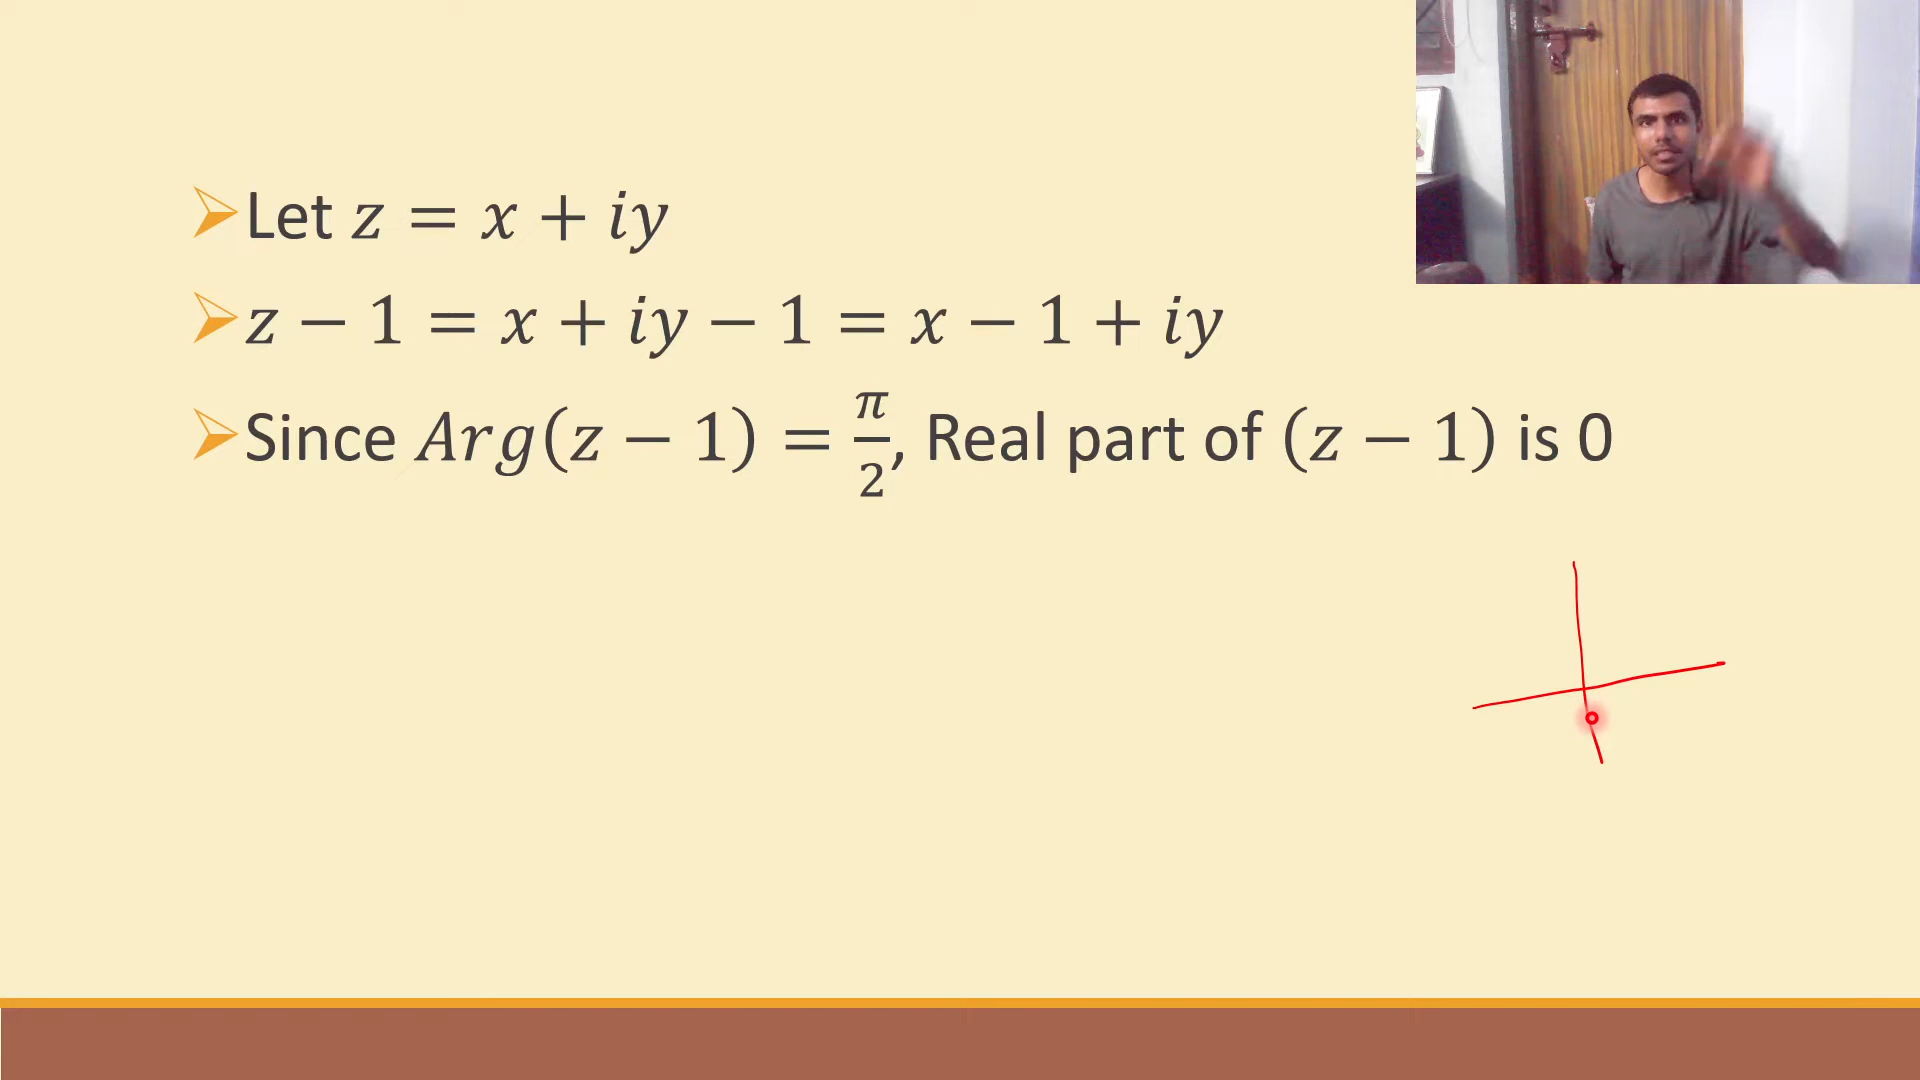 Let z = x + iy
z − 1 = x + iy − 1 = x − 1 + iy
Since Arg(z − 1) = π/2, Real part of (z − 1) is 0